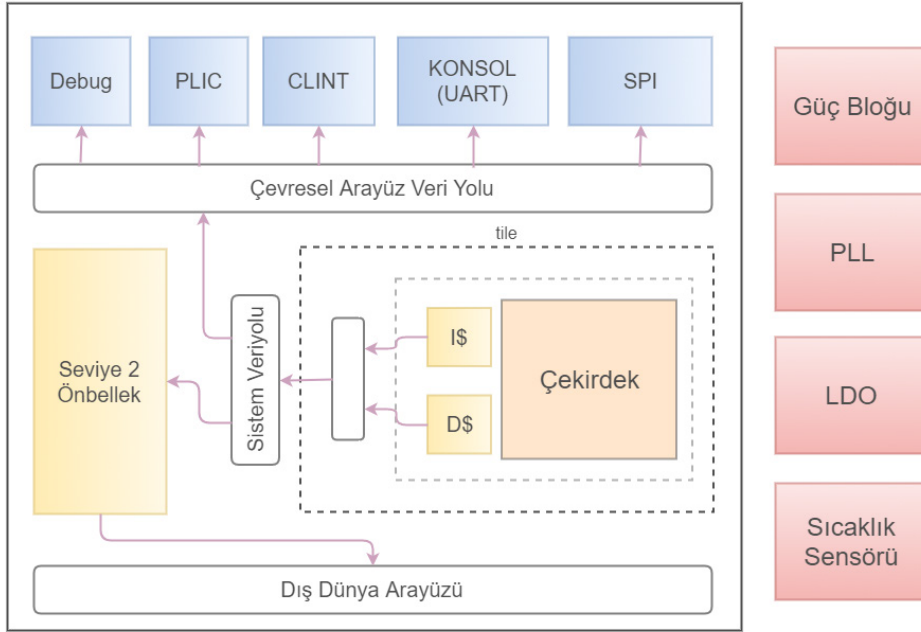 Debug
PLIC
CLINT
KONSOL
(UART)
SPI
Çevresel Arayüz Veri Yolu
tile
Seviye 2
Önbellek
Sistem Veriyolu
I$
D$
Çekirdek
Dış Dünya Arayüzü
Güç Bloğu
PLL
LDO
Sıcaklık
Sensörü